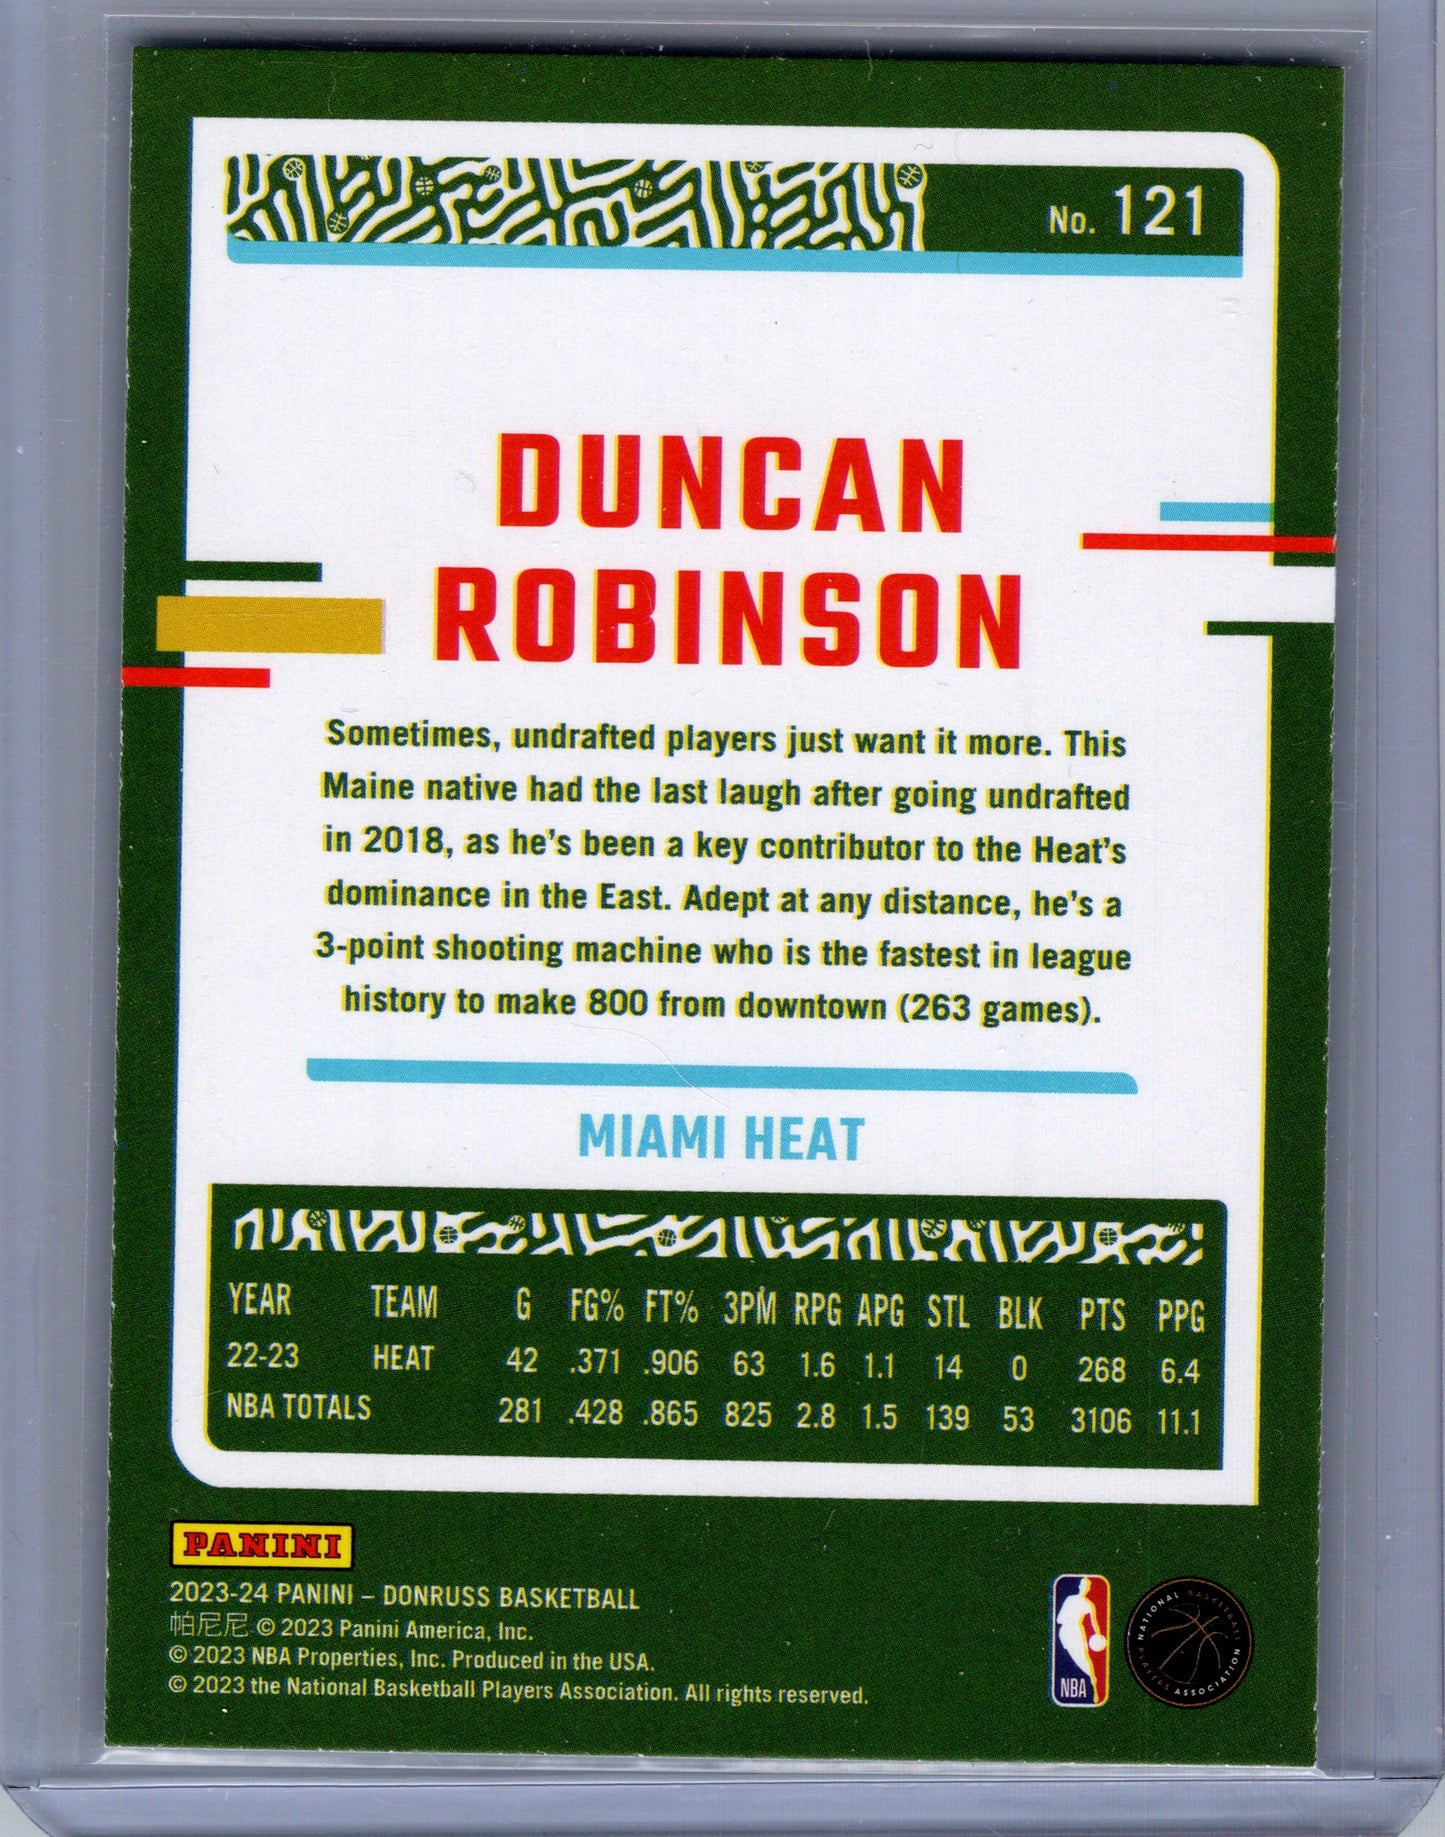 No. 121
DUNCAN
ROBINSON
Sometimes, undrafted players just want it more. This
Maine native had the last laugh after going undrafted
in 2018, as he's been a key contributor to the Heat's
dominance in the East. Adept at any distance, he's a
3-point shooting machine who is the fastest in league
history to make 800 from downtown (263 games).
MIAMI HEAT
YEAR TEAM G FG% FT% 3PM RPG APG STL BLK PTS PPG
22-23 HEAT 42 .371 .906 63 1.6 1.1 14 0 268 6.4
NBA TOTALS 281 .428 .865 825 2.8 1.5 139 53 3106 11.1
PANINI
2023-24 PANINI – DONRUSS BASKETBALL
帕尼尼 © 2023 Panini America, Inc.
© 2023 NBA Properties, Inc. Produced in the USA.
© 2023 the National Basketball Players Association. All rights reserved.
NBA
NATIONAL BASKETBALL PLAYERS ASSOCIATION